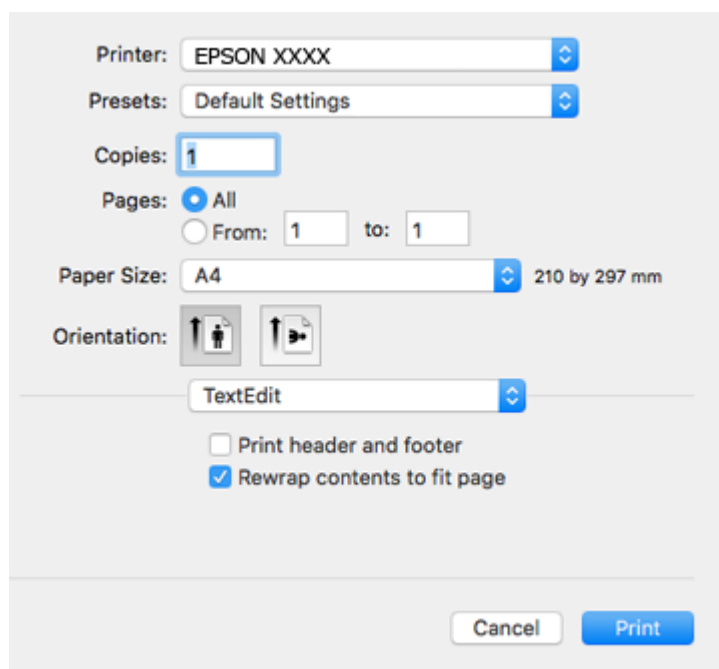 Printer: EPSON XXXX
Presets: Default Settings
Copies: 1
Pages: All
From: 1 to: 1
Paper Size: A4 210 by 297 mm
Orientation:
TextEdit
Print header and footer
Rewrap contents to fit page
Cancel Print